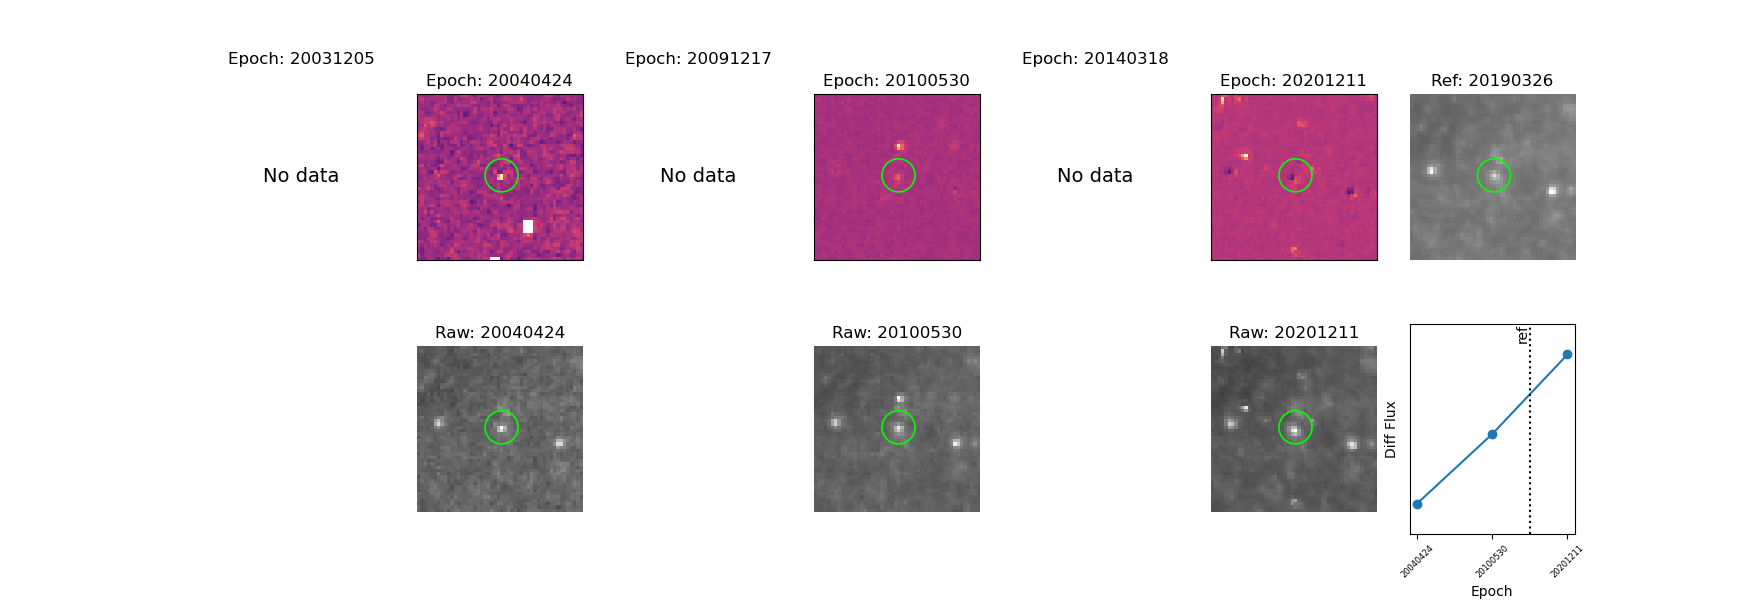 Epoch: 20031205
Epoch: 20091217
Epoch: 20140318
Epoch: 20040424
Epoch: 20100530
Epoch: 20201211
Ref: 20190326
No data
No data
No data
Raw: 20040424
Raw: 20100530
Raw: 20201211
ref
Diff Flux
20040424
20100530
20201211
Epoch